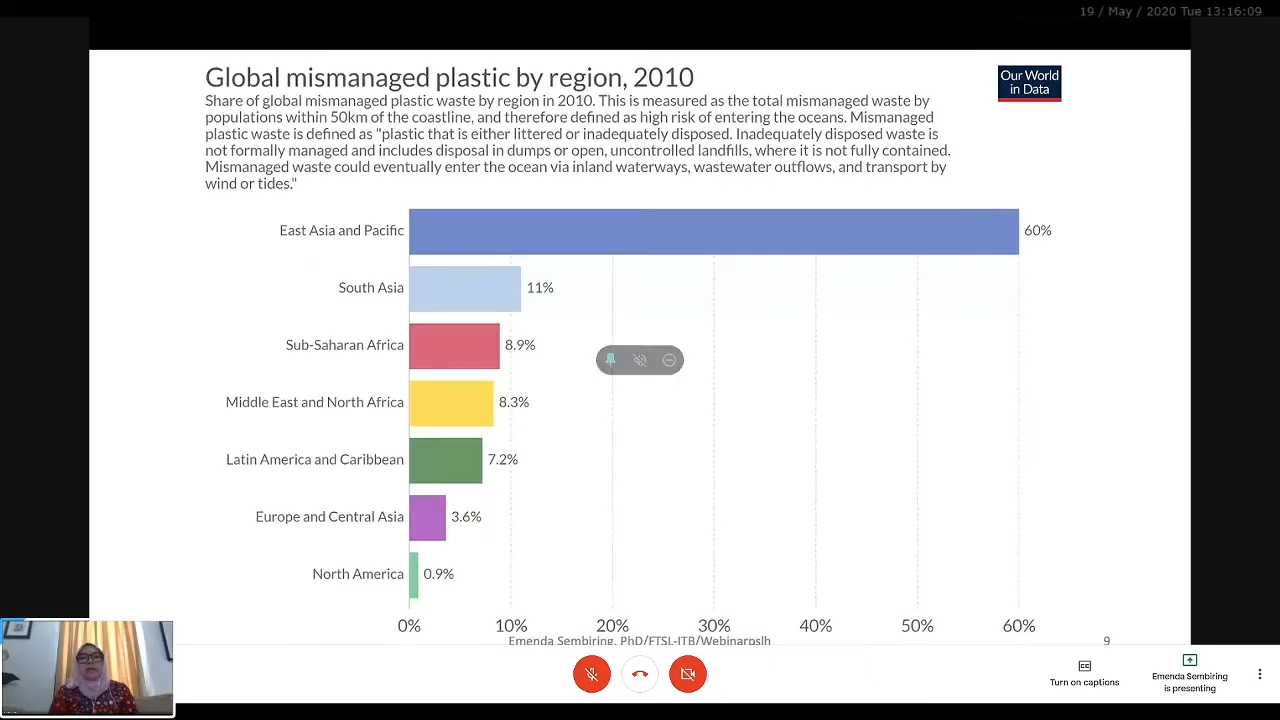 19 / May / 2020 Tue 13:16:09
Global mismanaged plastic by region, 2010
Our World
in Data
Share of global mismanaged plastic waste by region in 2010. This is measured as the total mismanaged waste by
populations within 50km of the coastline, and therefore defined as high risk of entering the oceans. Mismanaged
plastic waste is defined as "plastic that is either littered or inadequately disposed. Inadequately disposed waste is
not formally managed and includes disposal in dumps or open, uncontrolled landfills, where it is not fully contained.
Mismanaged waste could eventually enter the ocean via inland waterways, wastewater outflows, and transport by
wind or tides."
East Asia and Pacific 60%
South Asia 11%
Sub-Saharan Africa 8.9%
Middle East and North Africa 8.3%
Latin America and Caribbean 7.2%
Europe and Central Asia 3.6%
North America 0.9%
0% 10% 20% 30% 40% 50% 60%
Emenda Sembiring, PhD/FTSL-ITB/Webinarpslh 9
Turn on captions
Emenda Sembiring
is presenting